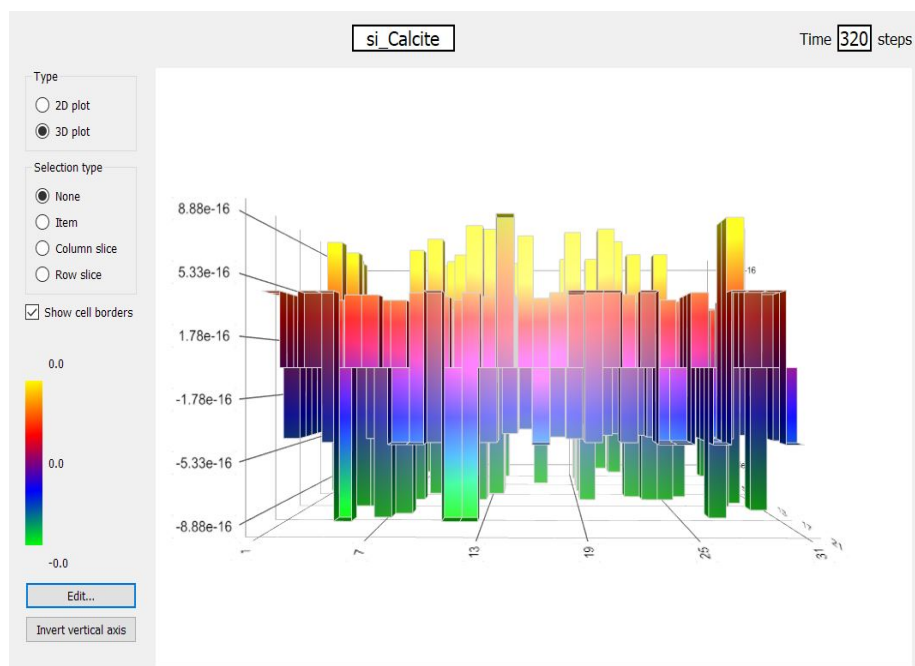 si_Calcite
Time 320 steps
Type
2D plot
3D plot
Selection type
None
Item
Column slice
Row slice
Show cell borders
0.0
0.0
-0.0
Edit...
Invert vertical axis
8.88e-16
5.33e-16
1.78e-16
-1.78e-16
-5.33e-16
-8.88e-16
-16
1
7
13
19
25
31